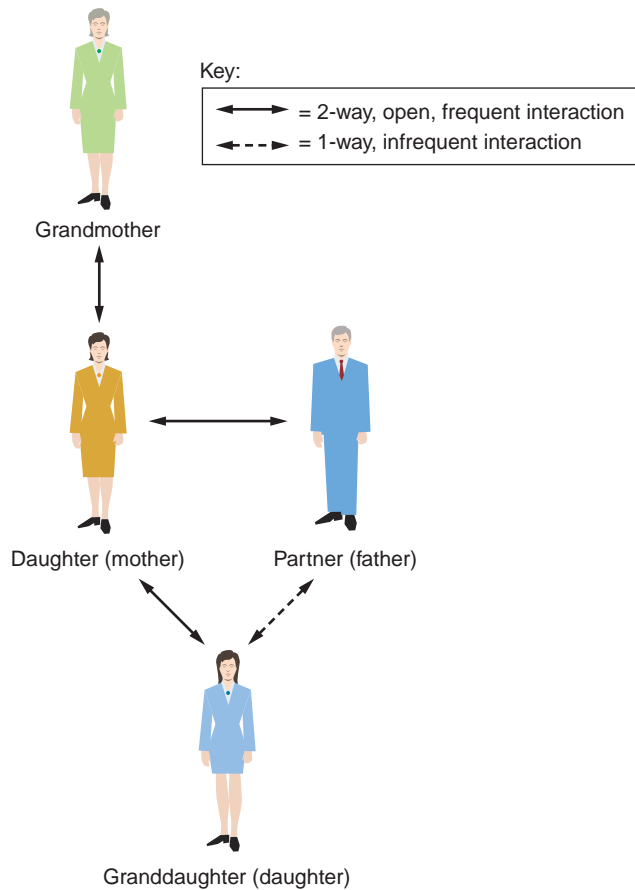 Key:
= 2-way, open, frequent interaction
= 1-way, infrequent interaction
Grandmother
Daughter (mother)
Partner (father)
Granddaughter (daughter)